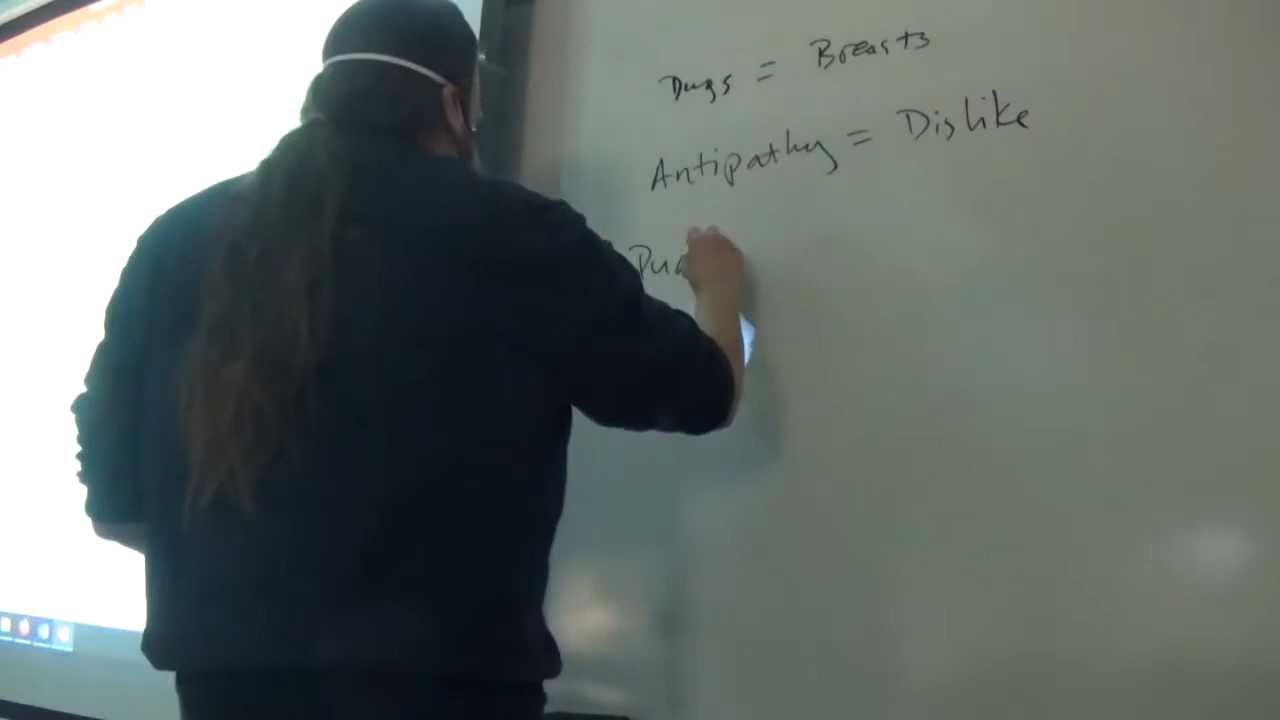 Dugs = Breasts
Antipathy = Dislike